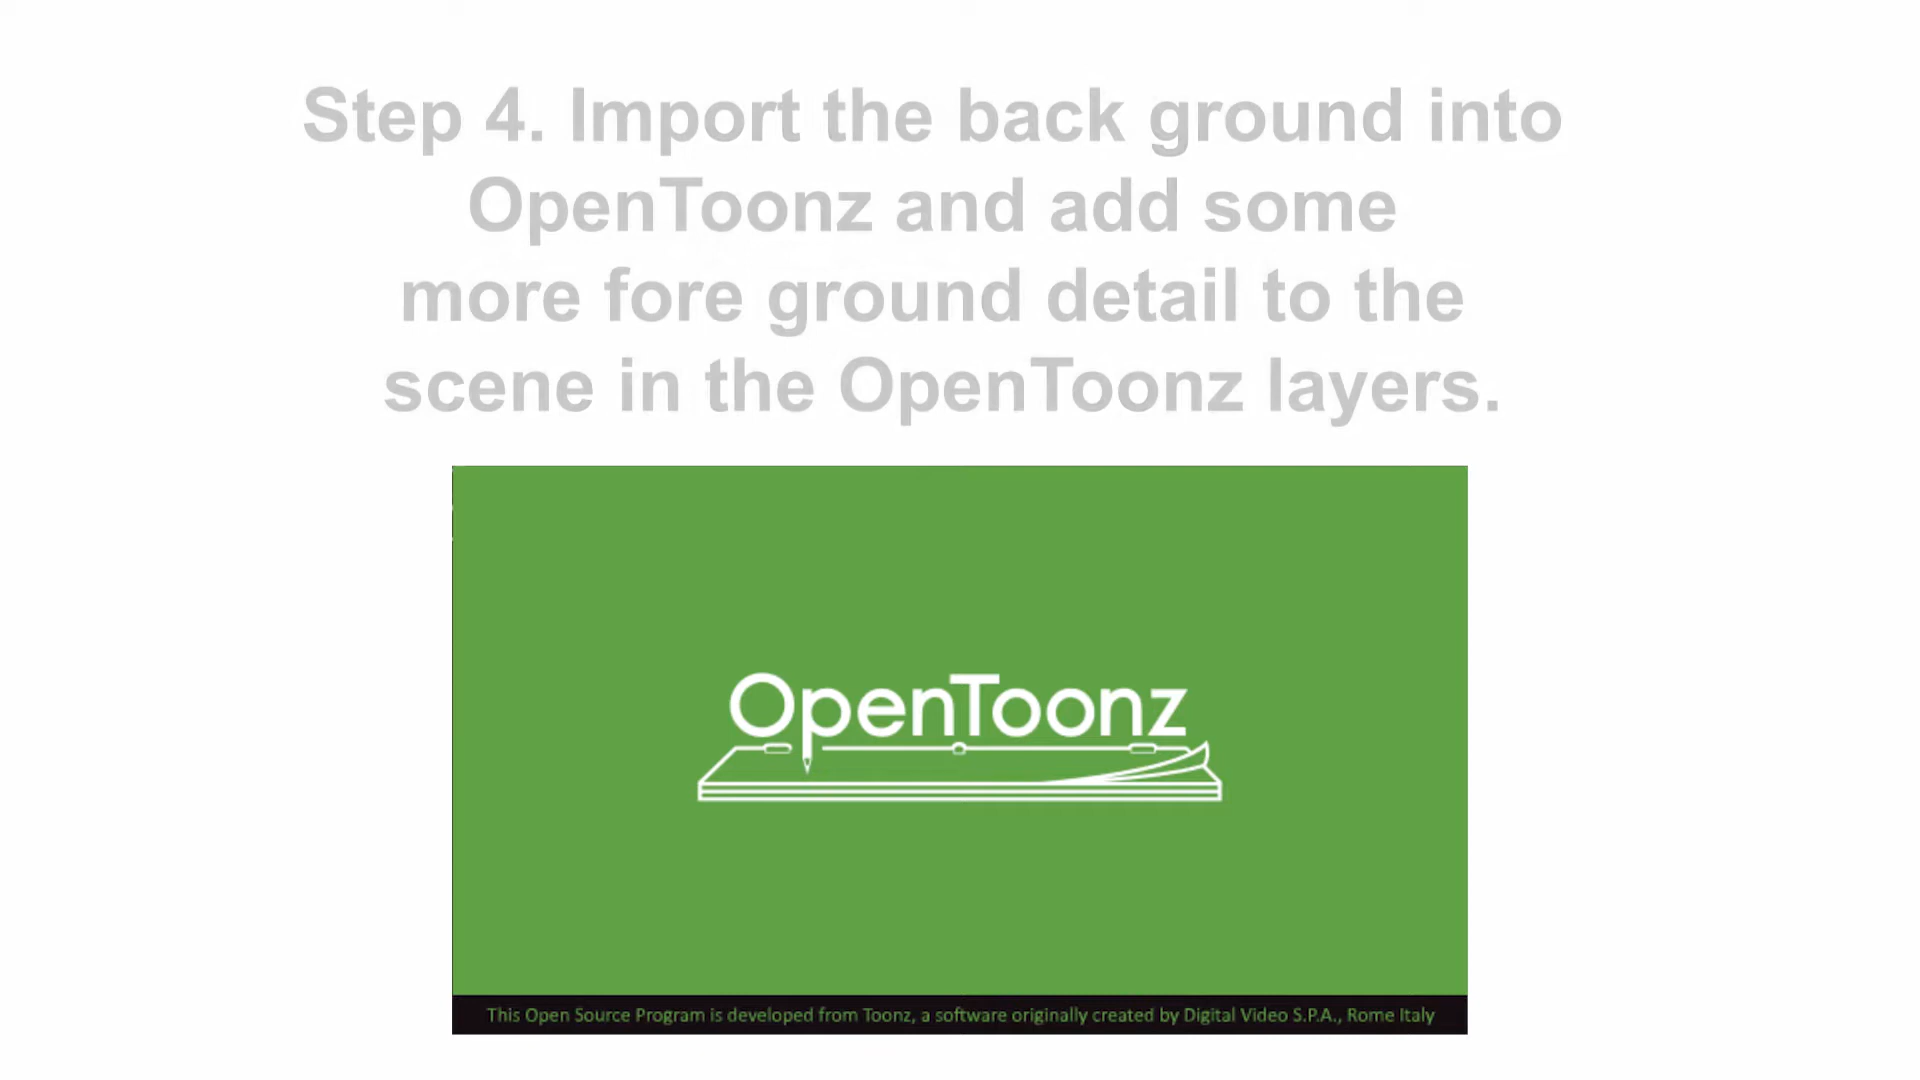 Step 4. Import the back ground into
OpenToonz and add some
more fore ground detail to the
scene in the OpenToonz layers.
OpenToonz
This Open Source Program is developed from Toonz, a software originally created by Digital Video S.P.A., Rome Italy